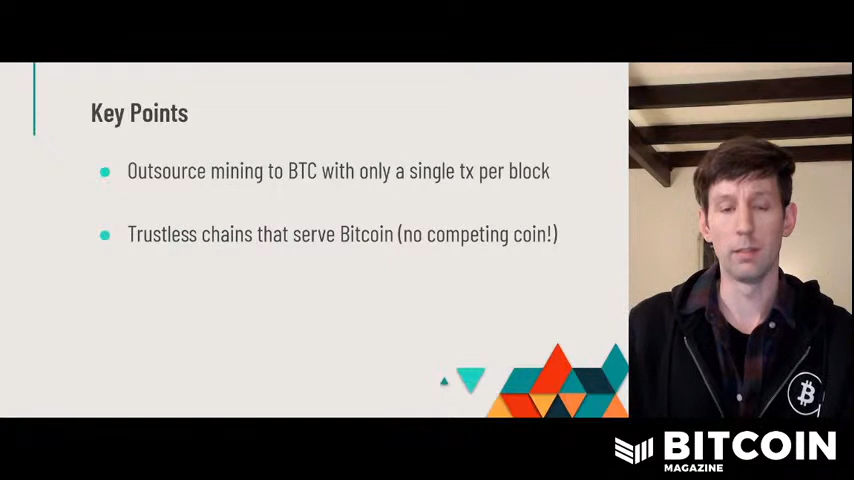 Key Points
Outsource mining to BTC with only a single tx per block
Trustless chains that serve Bitcoin (no competing coin!)
BITCOIN
MAGAZINE